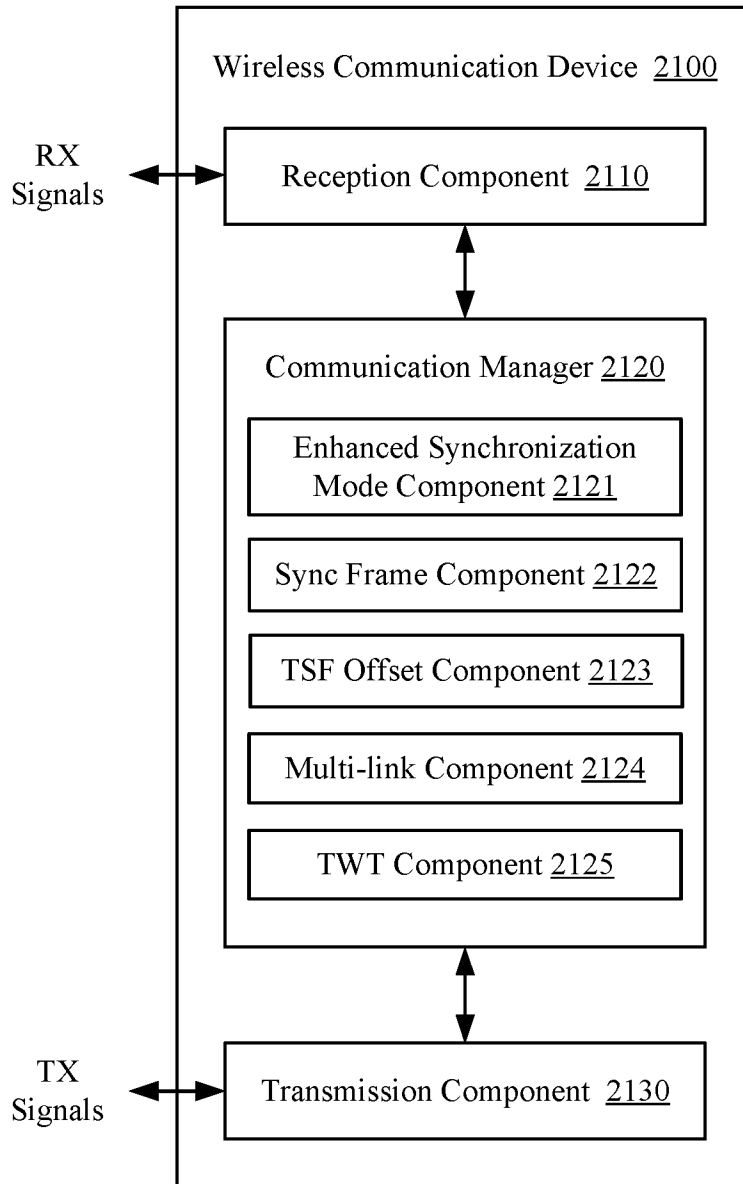 Wireless Communication Device 2100
RX
Signals
Reception Component 2110
Communication Manager 2120
Enhanced Synchronization
Mode Component 2121
Sync Frame Component 2122
TSF Offset Component 2123
Multi-link Component 2124
TWT Component 2125
TX
Signals
Transmission Component 2130